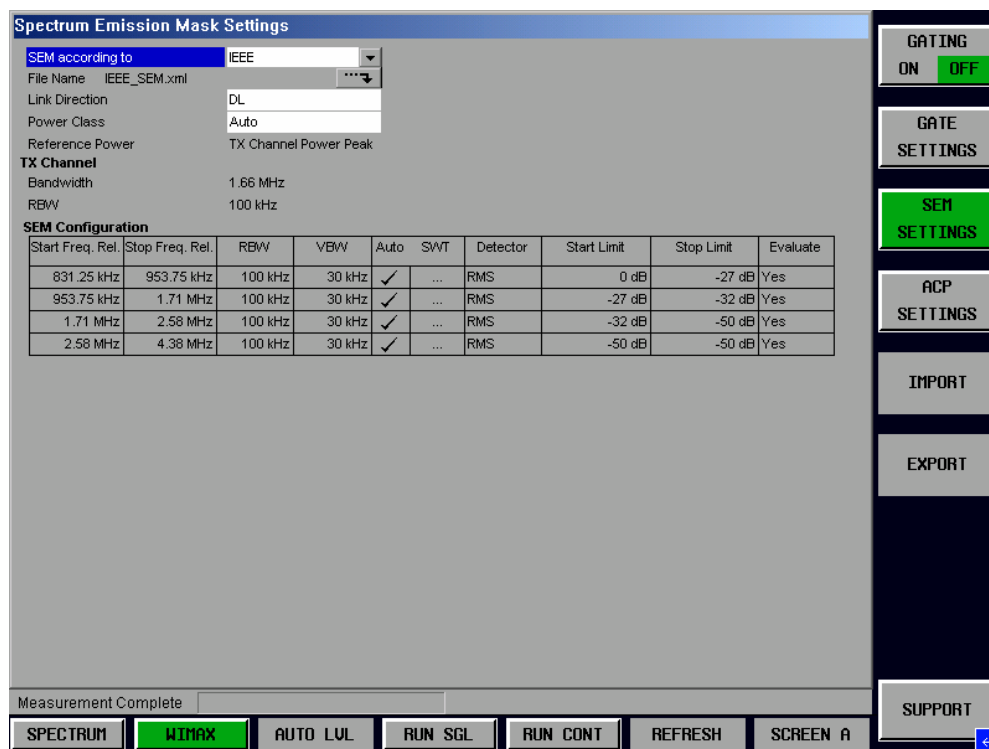 Spectrum Emission Mask Settings
SEM according to IEEE
File Name IEEE_SEM.xml
Link Direction DL
Power Class Auto
Reference Power TX Channel Power Peak
TX Channel
Bandwidth 1.66 MHz
RBW 100 kHz
SEM Configuration
Start Freq. Rel. Stop Freq. Rel. RBW VBW Auto SWT Detector Start Limit Stop Limit Evaluate
831.25 kHz 953.75 kHz 100 kHz 30 kHz ✓ ... RMS 0 dB -27 dB Yes
953.75 kHz 1.71 MHz 100 kHz 30 kHz ✓ ... RMS -27 dB -32 dB Yes
1.71 MHz 2.58 MHz 100 kHz 30 kHz ✓ ... RMS -32 dB -50 dB Yes
2.58 MHz 4.38 MHz 100 kHz 30 kHz ✓ ... RMS -50 dB -50 dB Yes
Measurement Complete
SPECTRUM WIMAX AUTO LVL RUN SGL RUN CONT REFRESH SCREEN A
GATING
ON OFF
GATE
SETTINGS
SEM
SETTINGS
ACP
SETTINGS
IMPORT
EXPORT
SUPPORT